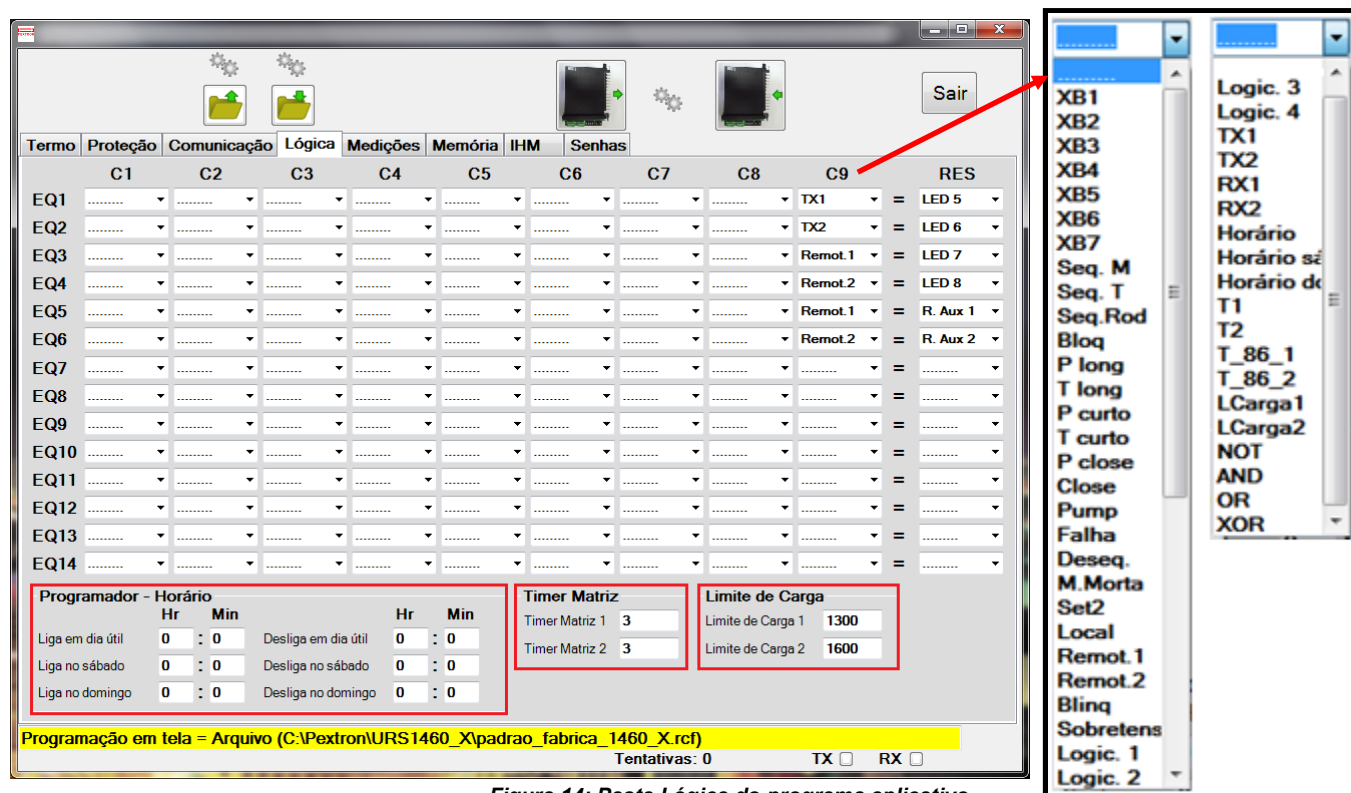 Sair
Termo Proteção Comunicação Lógica Medições Memória IHM Senhas
C1 C2 C3 C4 C5 C6 C7 C8 C9 RES
EQ1 ......... ......... ......... ......... ......... ......... ......... ......... TX1 = LED 5
EQ2 ......... ......... ......... ......... ......... ......... ......... ......... TX2 = LED 6
EQ3 ......... ......... ......... ......... ......... ......... ......... ......... Remot.1 = LED 7
EQ4 ......... ......... ......... ......... ......... ......... ......... ......... Remot.2 = LED 8
EQ5 ......... ......... ......... ......... ......... ......... ......... ......... Remot.1 = R. Aux 1
EQ6 ......... ......... ......... ......... ......... ......... ......... ......... Remot.2 = R. Aux 2
EQ7 ......... ......... ......... ......... ......... ......... ......... ......... ......... = .........
EQ8 ......... ......... ......... ......... ......... ......... ......... ......... ......... = .........
EQ9 ......... ......... ......... ......... ......... ......... ......... ......... ......... = .........
EQ10 ......... ......... ......... ......... ......... ......... ......... ......... ......... = .........
EQ11 ......... ......... ......... ......... ......... ......... ......... ......... ......... = .........
EQ12 ......... ......... ......... ......... ......... ......... ......... ......... ......... = .........
EQ13 ......... ......... ......... ......... ......... ......... ......... ......... ......... = .........
EQ14 ......... ......... ......... ......... ......... ......... ......... ......... ......... = .........
Programador - Horário
Hr Min Hr Min
Liga em dia útil 0 : 0 Desliga em dia útil 0 : 0
Liga no sábado 0 : 0 Desliga no sábado 0 : 0
Liga no domingo 0 : 0 Desliga no domingo 0 : 0
Timer Matriz
Timer Matriz 1 3
Timer Matriz 2 3
Limite de Carga
Limite de Carga 1 1300
Limite de Carga 2 1600
Programação em tela = Arquivo (C:\Pextron\URS1460_X\padrao_fabrica_1460_X.rcf)
Tentativas: 0 TX RX
.........
.........
XB1
XB2
XB3
XB4
XB5
XB6
XB7
Seq. M
Seq. T
Seq.Rod
Bloq
P long
T long
P curto
T curto
P close
Close
Pump
Falha
Deseq.
M.Morta
Set2
Local
Remot.1
Remot.2
Blinq
Sobretens
Logic. 1
Logic. 2
.........
Logic. 3
Logic. 4
TX1
TX2
RX1
RX2
Horário
Horário sá
Horário do
T1
T2
T_86_1
T_86_2
LCarga1
LCarga2
NOT
AND
OR
XOR